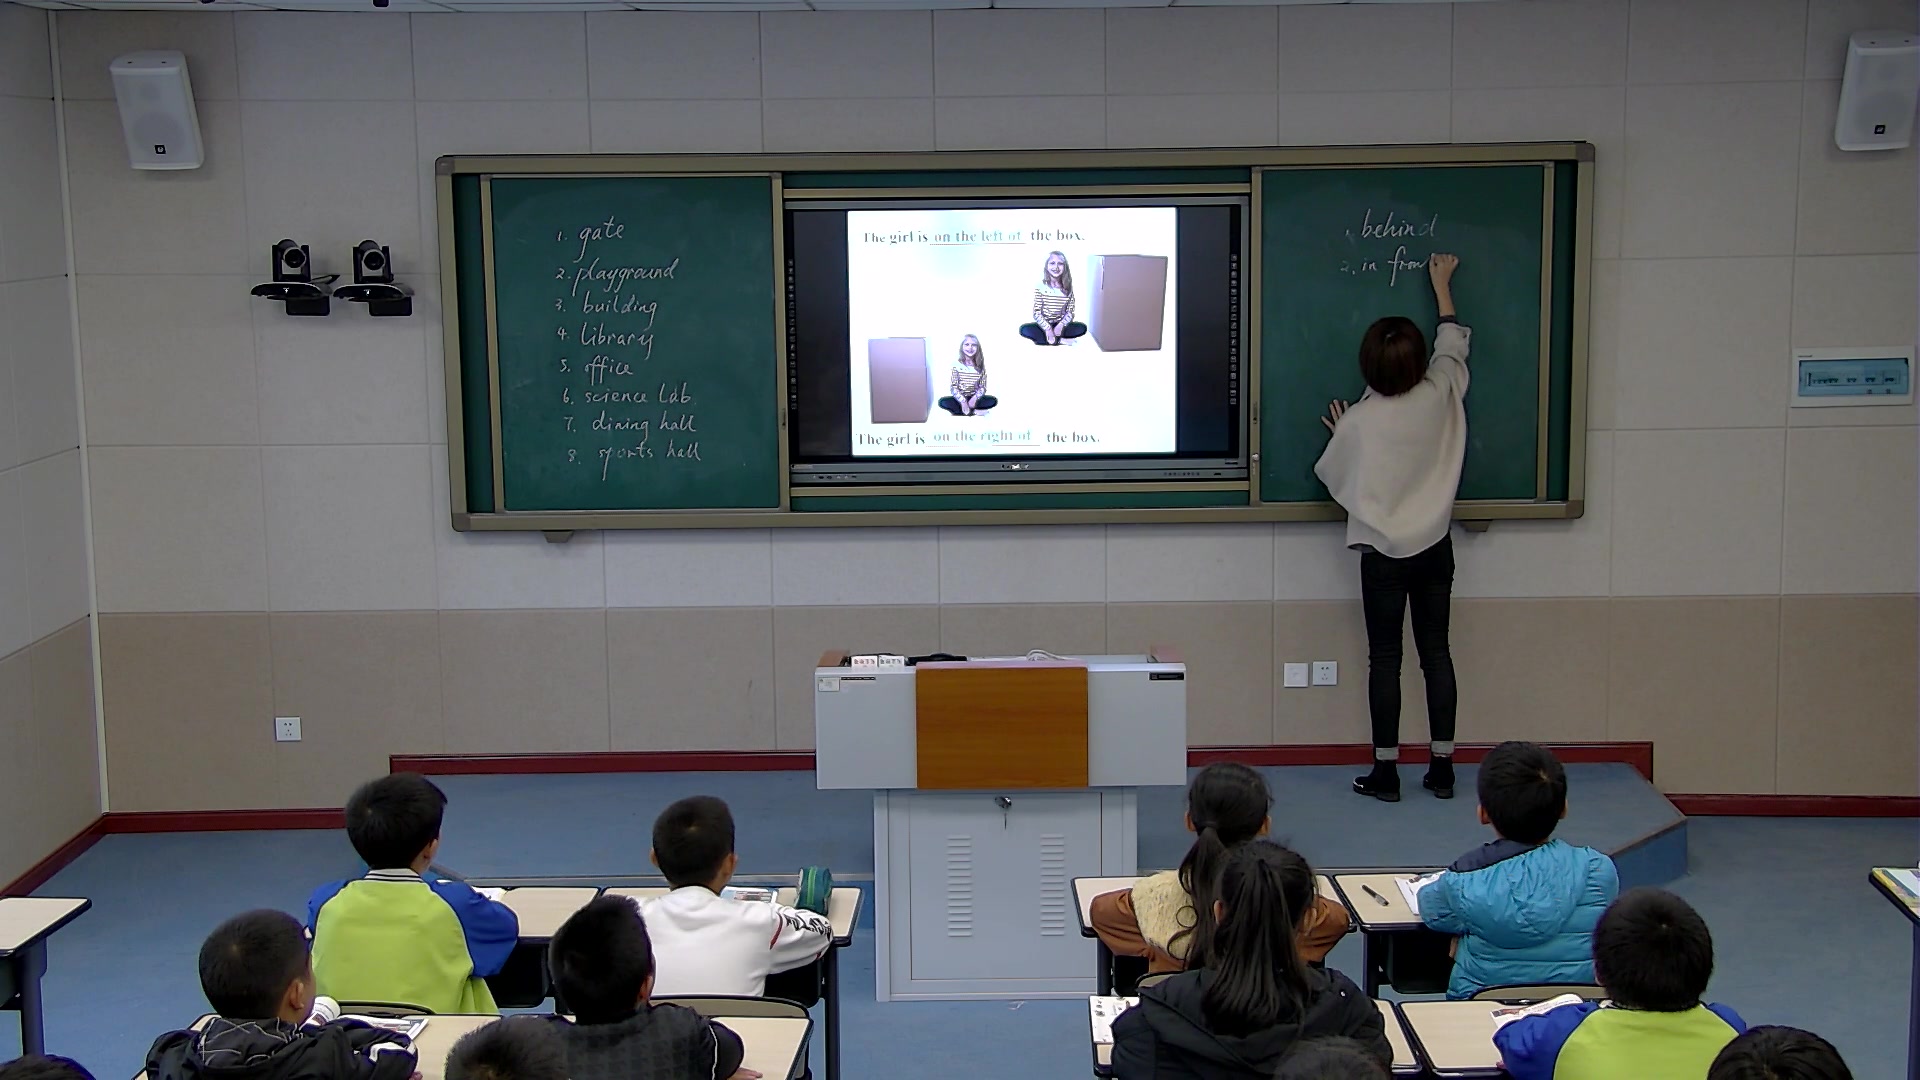 1. gate
2. playground
3. building
4. library
5. office
6. science lab
7. dining hall
8. sports hall
The girl is on the left of the box.
The girl is on the right of the box.
1. behind
2. in fron